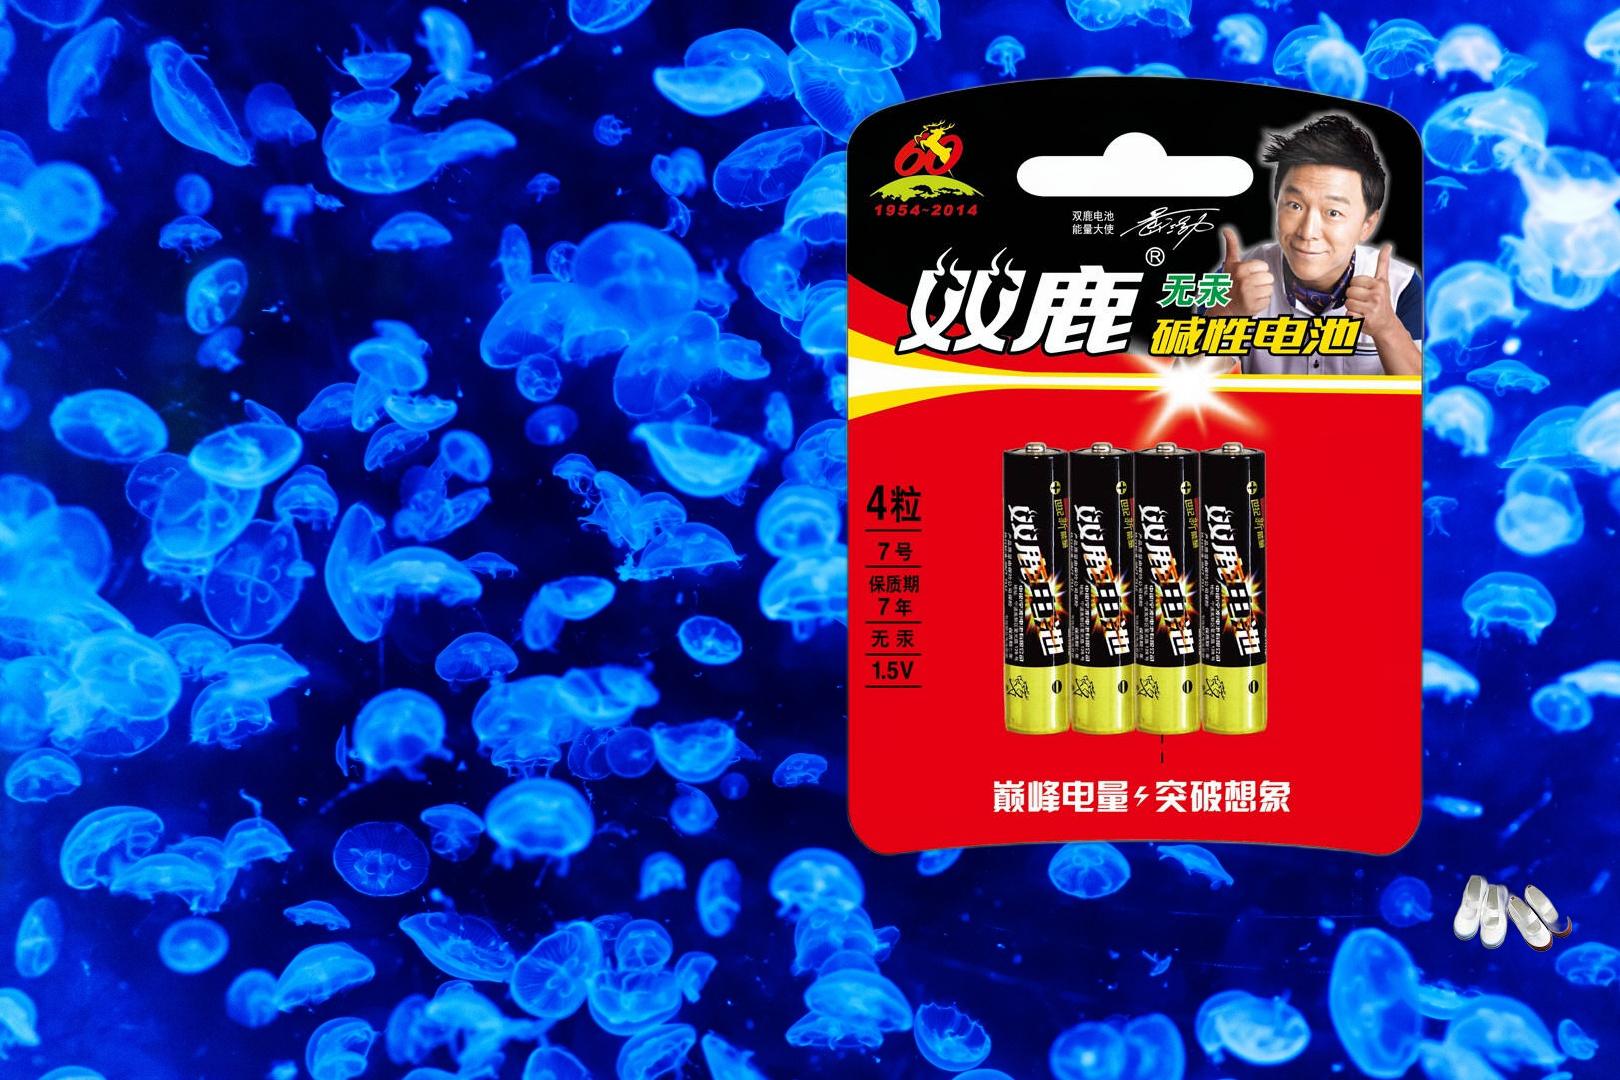 60
1954~2014
双鹿电池
能量大使
双鹿®
无汞
碱性电池
4粒
7号
保质期
7年
无汞
1.5V
双鹿电池
双鹿电池
双鹿电池
双鹿电池
巅峰电量⚡突破想象